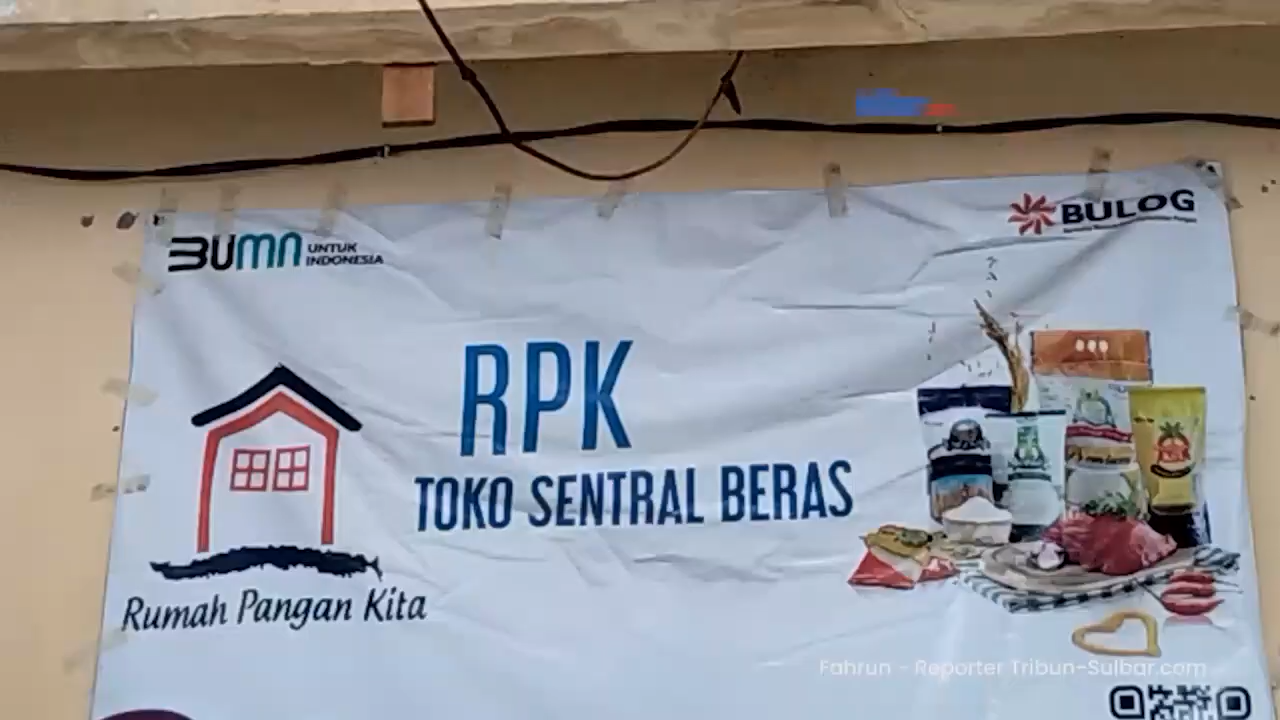 BUMN UNTUK INDONESIA
BULOG
RPK
TOKO SENTRAL BERAS
Rumah Pangan Kita
Fahrun - Reporter Tribun-Sulbar.com